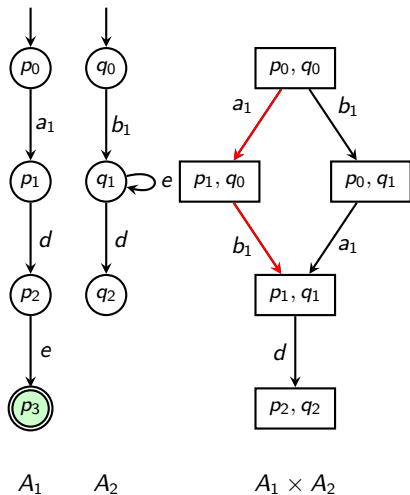 p₀ q₀ p₀, q₀
a₁ b₁ a₁ b₁
p₁ q₁ e p₁, q₀ p₀, q₁
d d b₁ a₁
p₂ q₂ p₁, q₁
e d
p₃ p₂, q₂
A₁ A₂ A₁ × A₂